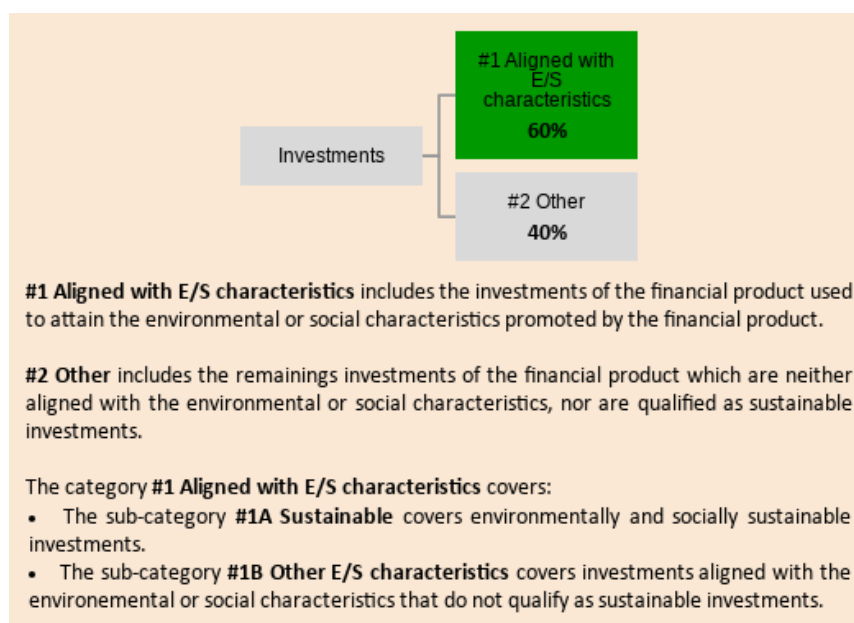 #1 Aligned with
E/S
characteristics
60%
Investments
#2 Other
40%
#1 Aligned with E/S characteristics includes the investments of the financial product used
to attain the environmental or social characteristics promoted by the financial product.
#2 Other includes the remainings investments of the financial product which are neither
aligned with the environmental or social characteristics, nor are qualified as sustainable
investments.
The category #1 Aligned with E/S characteristics covers:
• The sub-category #1A Sustainable covers environmentally and socially sustainable
investments.
• The sub-category #1B Other E/S characteristics covers investments aligned with the
environemental or social characteristics that do not qualify as sustainable investments.